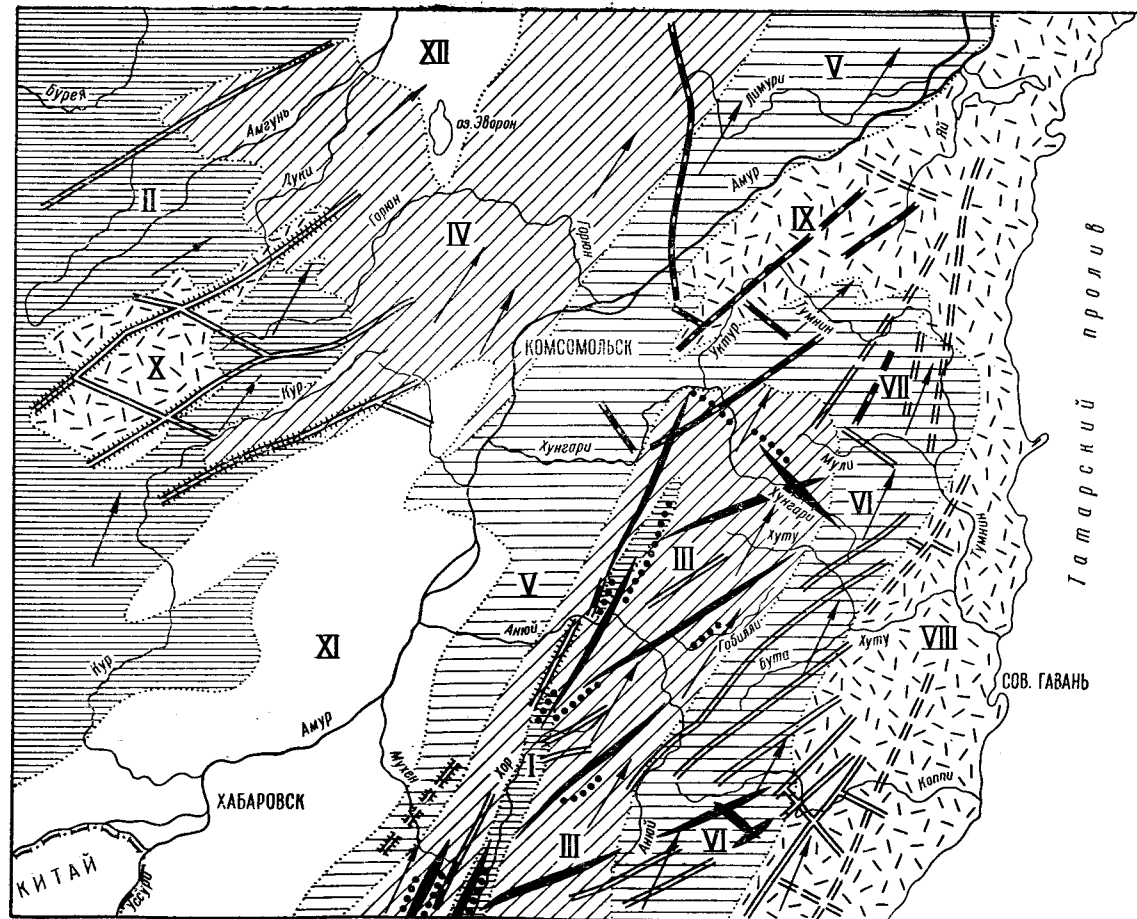 XII
V
Бурея
Амгунь
оз. Эворон
Лимури
Яй
Дуки
Амур
II
Горюн
IV
Горюн
IX
Татарский пролив
КОМСОМОЛЬСК
Уктур
Тумнин
X
VII
Кур
Хунгари
Мули
VI
Хунгари
Хуту
Тумнин
III
V
Анюй
Гобилли
XI
Бута
Хуту
VIII
Кур
СОВ. ГАВАНЬ
Амур
Мухен
Хор
I
Коппи
ХАБАРОВСК
Анюй
VI
III
КИТАЙ
Уссури